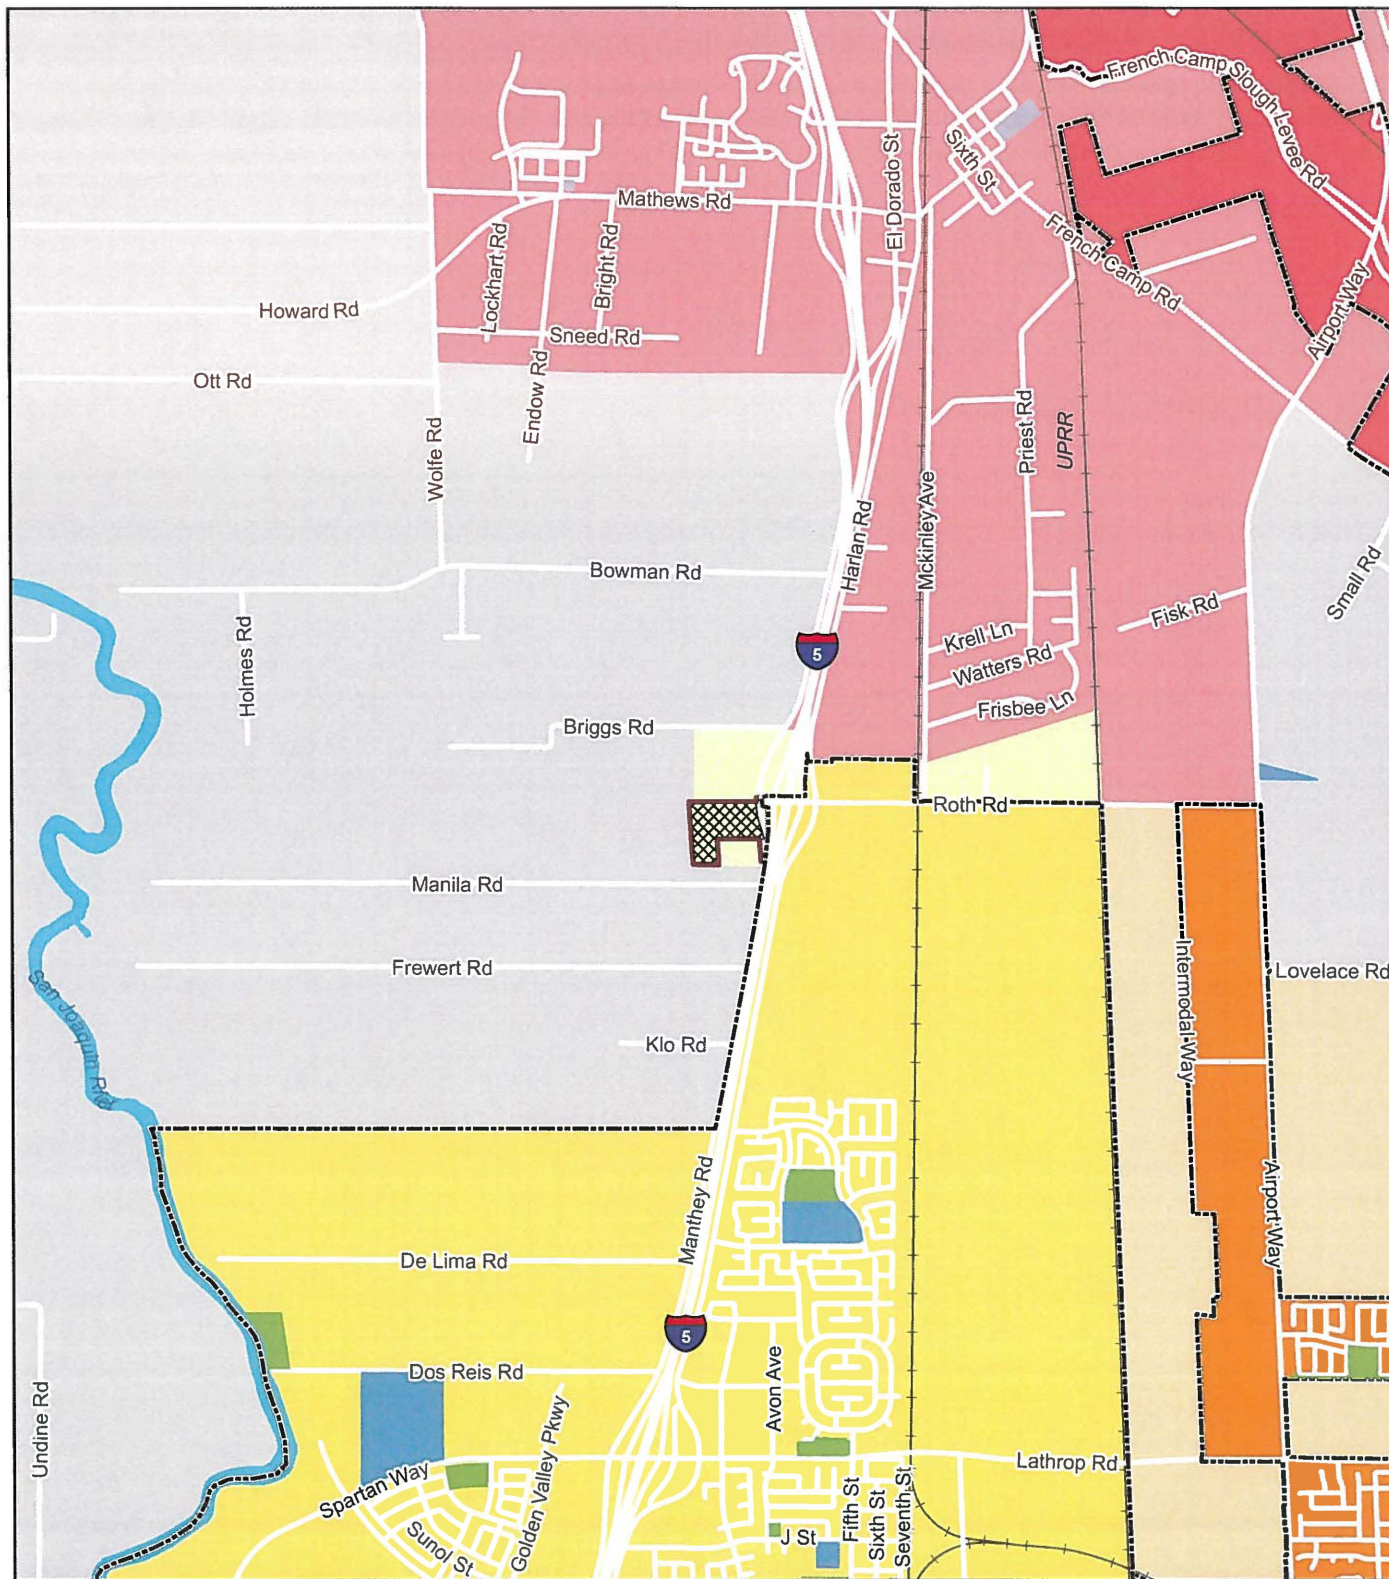 French Camp Slough Levee Rd
Sixth St
El Dorado St
Mathews Rd
Lockhart Rd
Bright Rd
French Camp Rd
Airport Way
Howard Rd
Sneed Rd
Endow Rd
Ott Rd
Wolfe Rd
Priest Rd
UPRR
Mckinley Ave
Harlan Rd
Small Rd
Bowman Rd
Fisk Rd
Holmes Rd
Krell Ln
5
Watters Rd
Frisbee Ln
Briggs Rd
Roth Rd
Manila Rd
Frewert Rd
Intermodal Way
Lovelace Rd
San Joaquin River
Klo Rd
Manthey Rd
Airport Way
De Lima Rd
5
Dos Reis Rd
Avon Ave
Undine Rd
Golden Valley Pkwy
Lathrop Rd
Spartan Way
Sunol St
J St
Fifth St
Sixth St
Seventh St